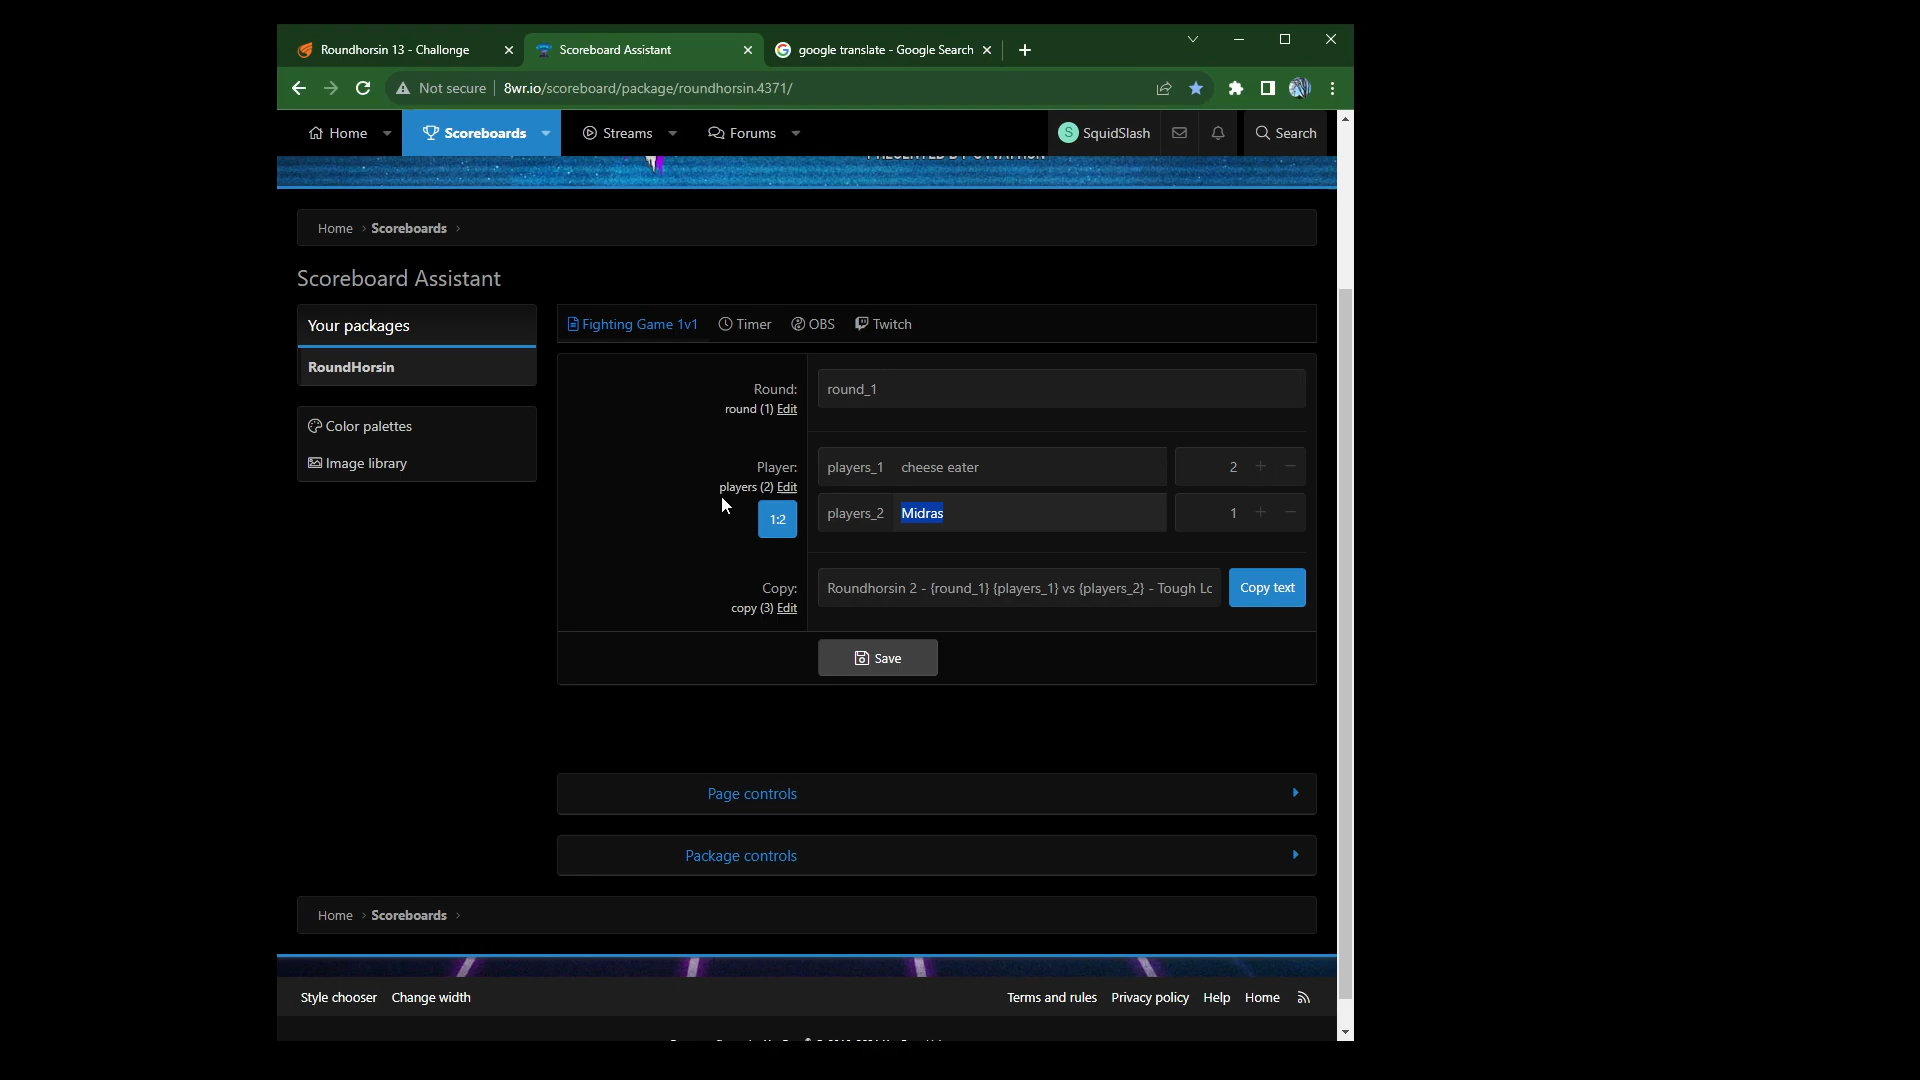 Roundhorsin 13 - Challonge
Scoreboard Assistant
google translate - Google Search
Not secure
8wr.io/scoreboard/package/roundhorsin.4371/
Home
Scoreboards
Streams
Forums
S SquidSlash
Search
Home
Scoreboards
Scoreboard Assistant
Your packages
RoundHorsin
Color palettes
Image library
Fighting Game 1v1
Timer
OBS
Twitch
Round:
round (1) Edit
round_1
Player:
players (2) Edit
1:2
players_1 cheese eater 2 + −
players_2 Midras 1 + −
Copy:
copy (3) Edit
Roundhorsin 2 - {round_1} {players_1} vs {players_2} - Tough Lc
Copy text
Save
Page controls
Package controls
Home
Scoreboards
Style chooser
Change width
Terms and rules
Privacy policy
Help
Home